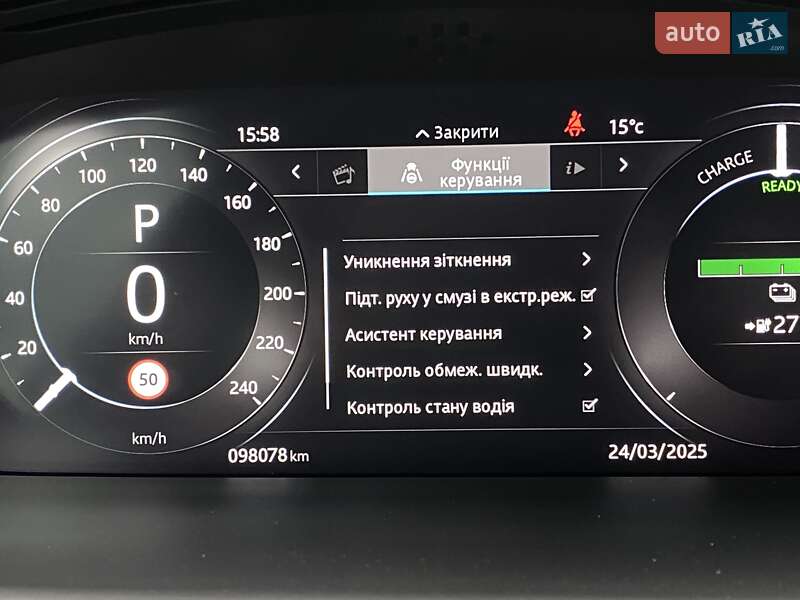 auto RIA.com
15:58
Закрити
15°c
Функції
керування
i
CHARGE
READY
20
40
60
80
100
120
140
160
180
200
220
240
P
0
km/h
50
km/h
Уникнення зіткнення
Підт. руху у смузі в екстр.реж.
Асистент керування
Контроль обмеж. швидк.
Контроль стану водія
27
098078 km
24/03/2025